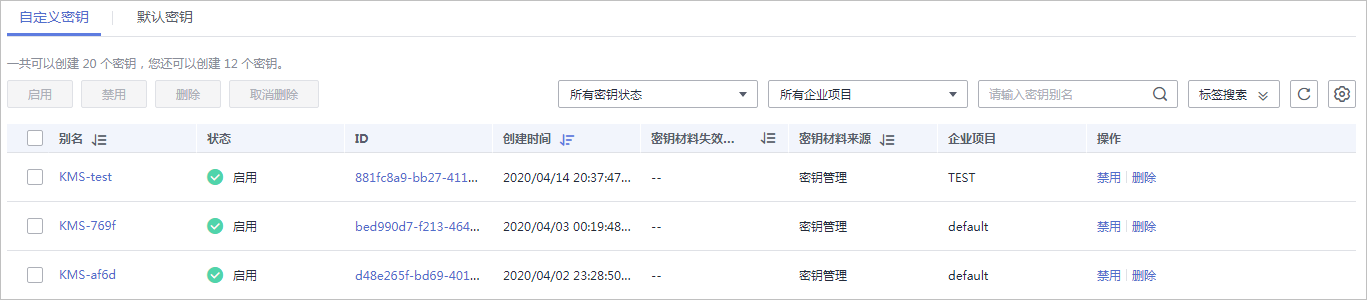 自定义密钥 默认密钥
一共可以创建 20 个密钥，您还可以创建 12 个密钥。
启用 禁用 删除 取消删除 所有密钥状态 所有企业项目 请输入密钥别名 标签搜索
别名 状态 ID 创建时间 密钥材料失效... 密钥材料来源 企业项目 操作
KMS-test 启用 881fc8a9-bb27-411... 2020/04/14 20:37:47... -- 密钥管理 TEST 禁用 删除
KMS-769f 启用 bed990d7-f213-464... 2020/04/03 00:19:48... -- 密钥管理 default 禁用 删除
KMS-af6d 启用 d48e265f-bd69-401... 2020/04/02 23:28:50... -- 密钥管理 default 禁用 删除